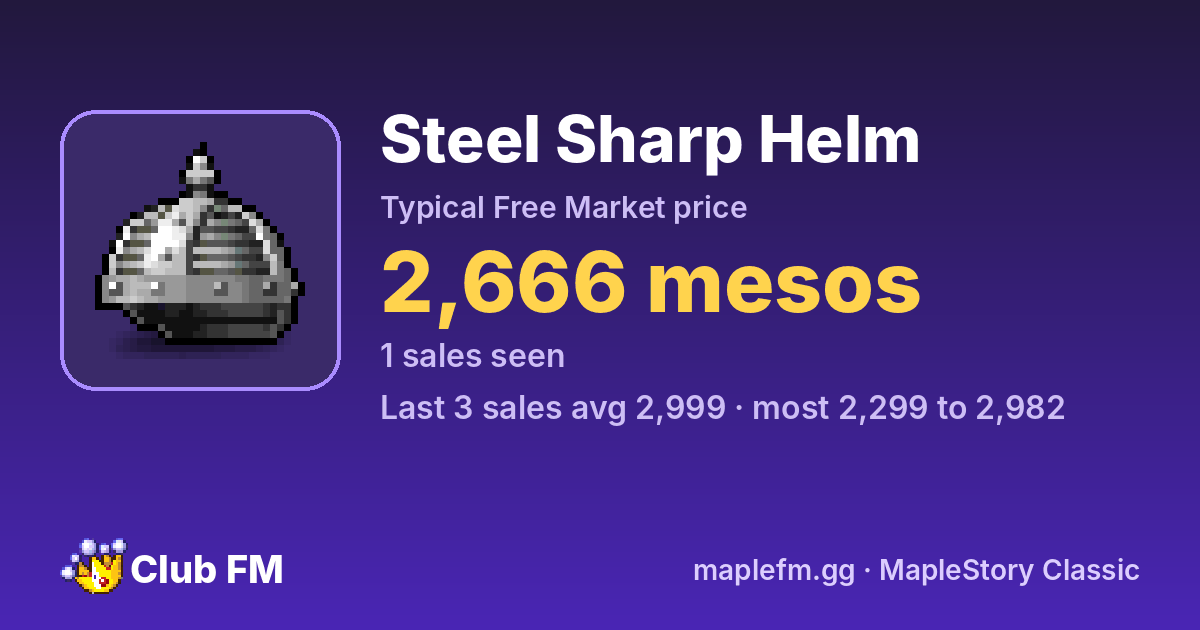 Steel Sharp Helm
Typical Free Market price
2,666 mesos
1 sales seen
Last 3 sales avg 2,999 · most 2,299 to 2,982
Club FM
maplefm.gg · MapleStory Classic